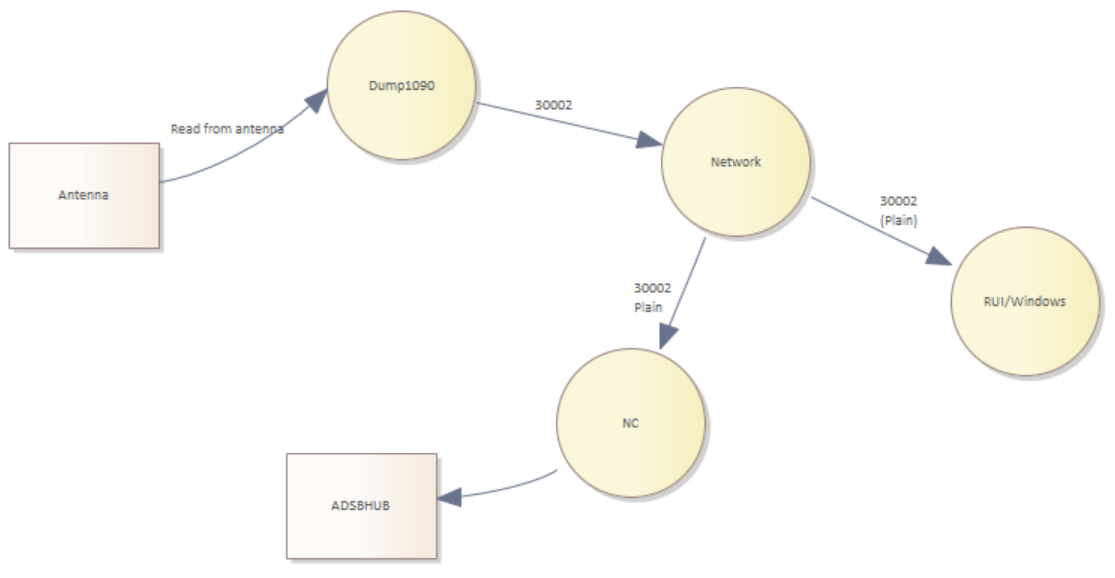 Dump1090
30002
Read from antenna
Network
Antenna
30002
(Plain)
30002
Plain
RUI/Windows
NC
ADSBHUB